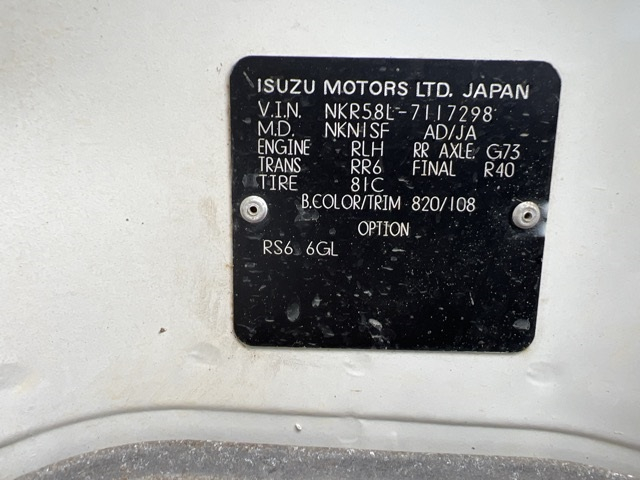 ISUZU MOTORS LTD. JAPAN
V.I.N. NKR58L-7117298
M.D. NKN1SF AD/JA
ENGINE RLH RR AXLE. G73
TRANS RR6 FINAL R40
TIRE 81C
B.COLOR/TRIM 820/108
OPTION
RS6 6GL